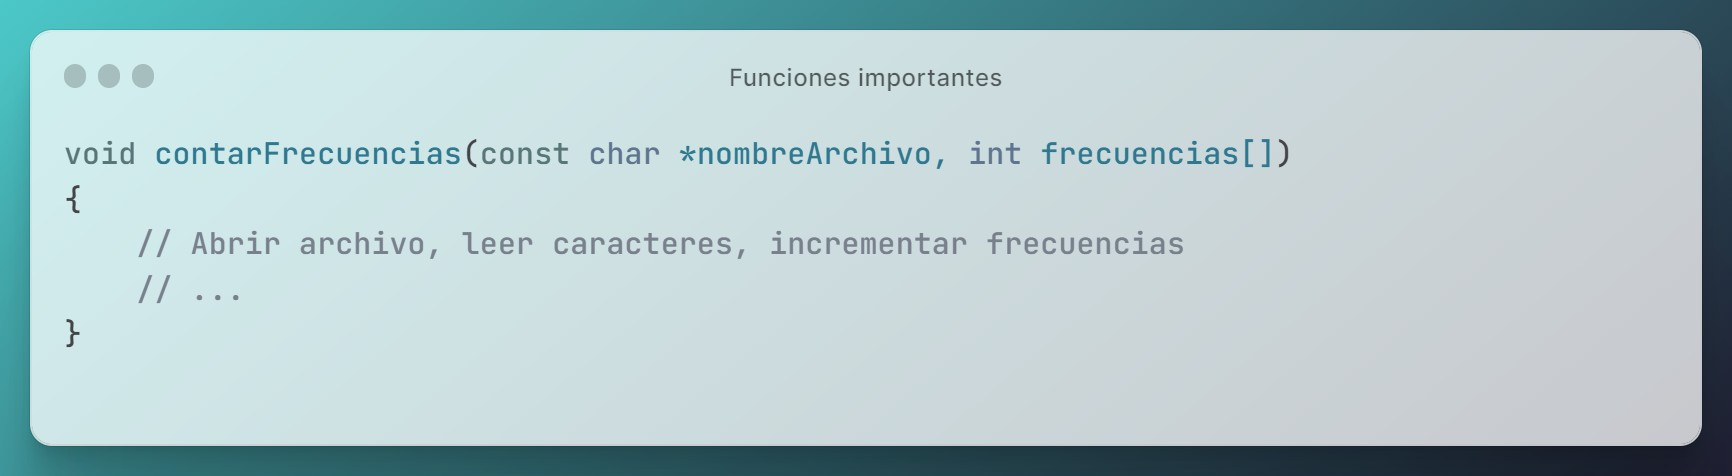 Funciones importantes
void contarFrecuencias(const char *nombreArchivo, int frecuencias[])
{
    // Abrir archivo, leer caracteres, incrementar frecuencias
    // ...
}